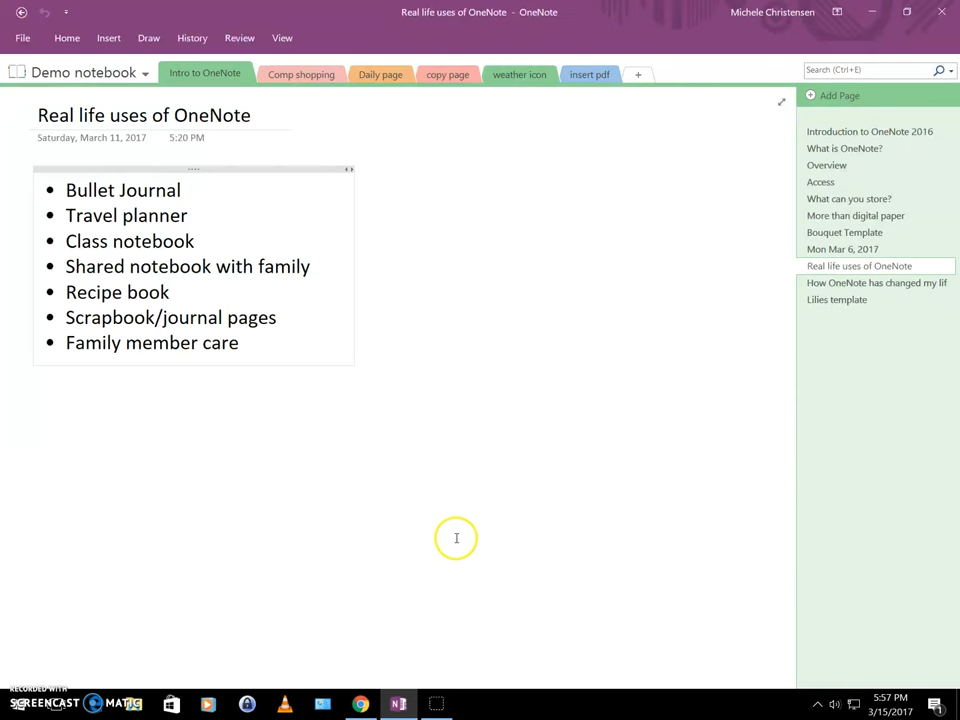 Real life uses of OneNote - OneNote
Michele Christensen
File Home Insert Draw History Review View
Demo notebook
Intro to OneNote Comp shopping Daily page copy page weather icon insert pdf +
Search (Ctrl+E)
Add Page
Real life uses of OneNote
Saturday, March 11, 2017 5:20 PM
• Bullet Journal
• Travel planner
• Class notebook
• Shared notebook with family
• Recipe book
• Scrapbook/journal pages
• Family member care
Introduction to OneNote 2016
What is OneNote?
Overview
Access
What can you store?
More than digital paper
Bouquet Template
Mon Mar 6, 2017
Real life uses of OneNote
How OneNote has changed my lif
Lilies template
RECORDED WITH
SCREENCAST MATIC
5:57 PM
3/15/2017
1